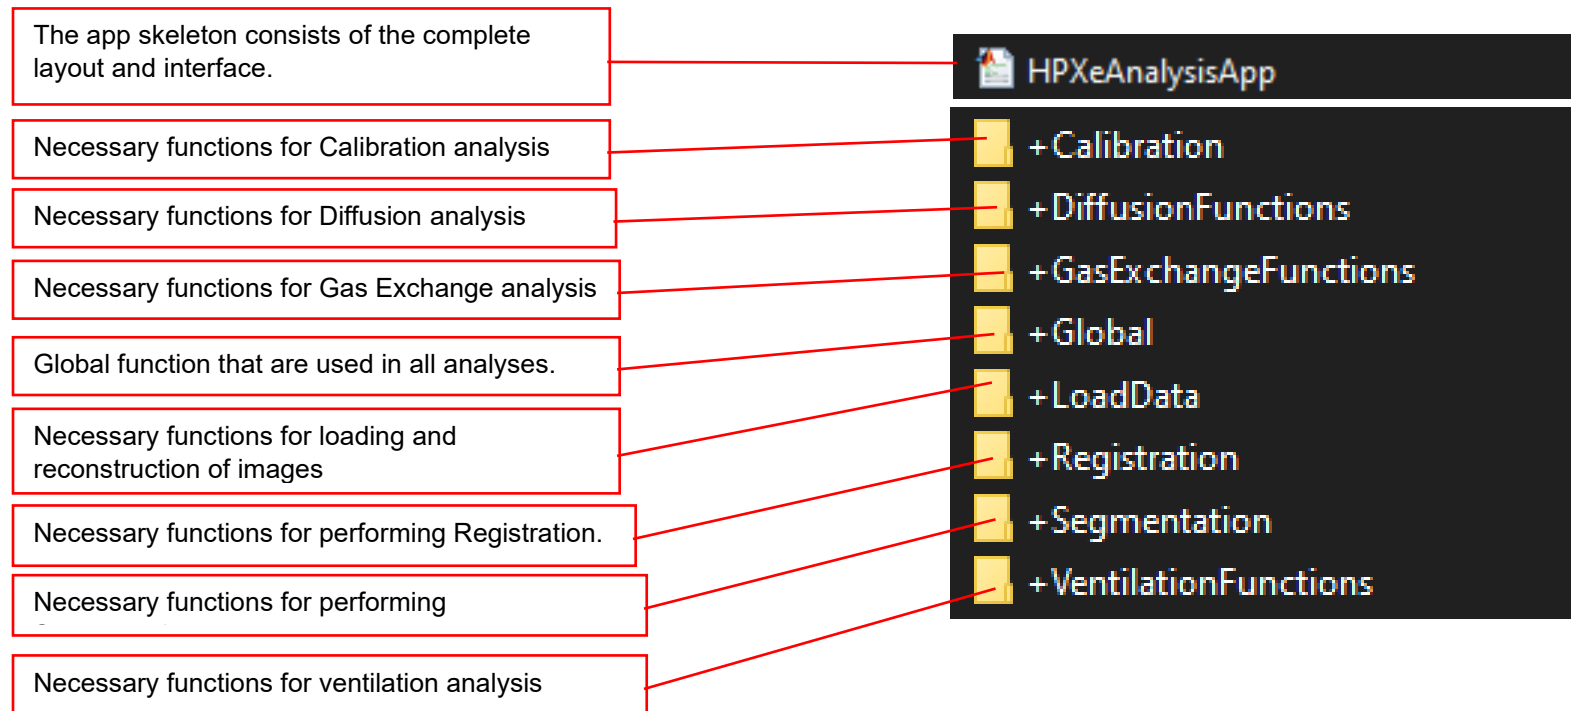 The app skeleton consists of the complete
layout and interface.
HPXeAnalysisApp
Necessary functions for Calibration analysis
+Calibration
Necessary functions for Diffusion analysis
+DiffusionFunctions
Necessary functions for Gas Exchange analysis
+GasExchangeFunctions
Global function that are used in all analyses.
+Global
Necessary functions for loading and
reconstruction of images
+LoadData
Necessary functions for performing Registration.
+Registration
Necessary functions for performing
+Segmentation
Necessary functions for ventilation analysis
+VentilationFunctions